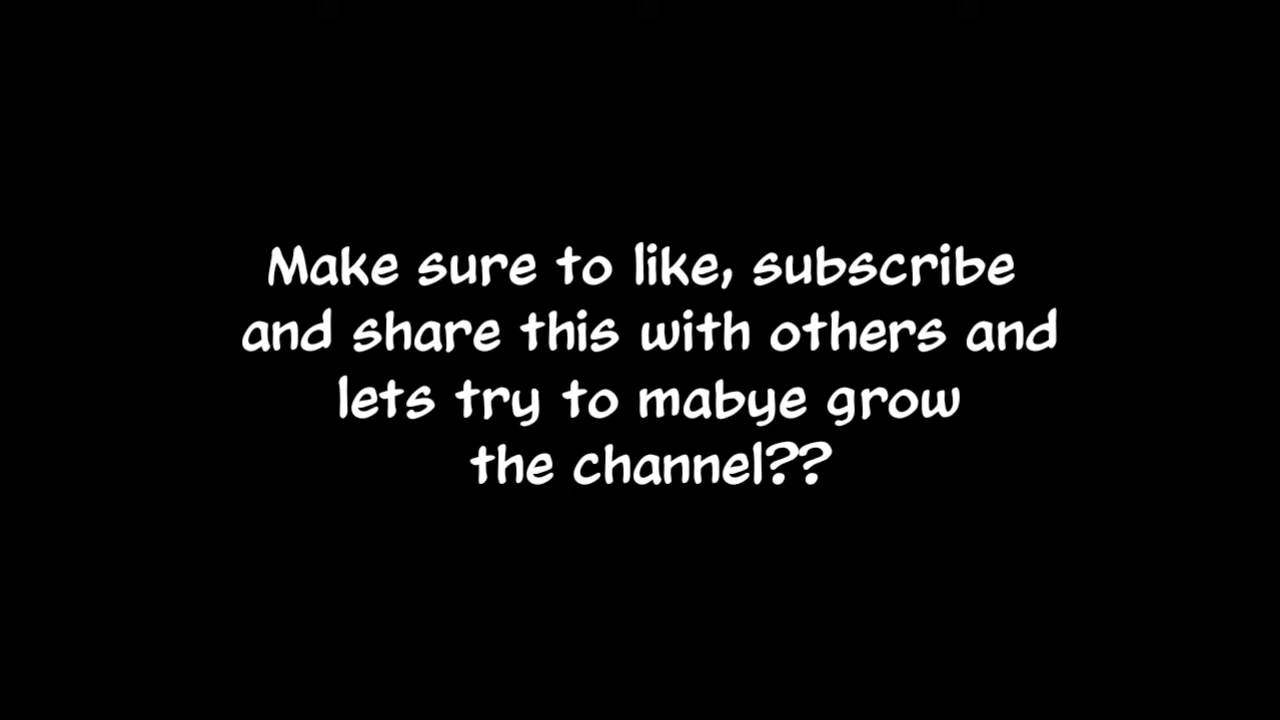 Make sure to like, subscribe
and share this with others and
lets try to mabye grow
the channel??